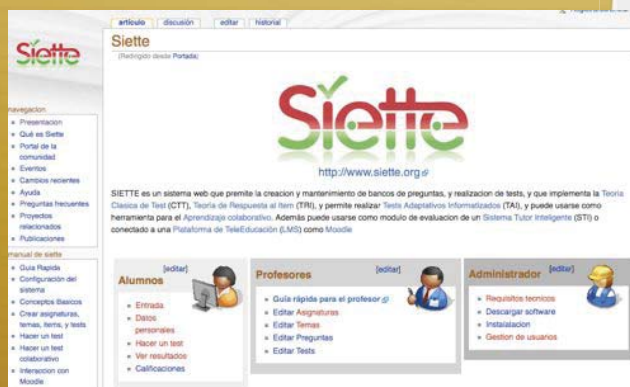 artículo discusión editar historial
Siette
(Redirigido desde Portada)
Siette
navegación
Presentacion
Qué es Siette
Portal de la
comunidad
Eventos
Cambios recientes
Ayuda
Preguntas frecuentes
Proyectos
relacionados
Publicaciones
manual de siette
Guia Rapida
Configuración del
sistema
Conceptos Basicos
Crear asignaturas,
temas, items, y tests
Hacer un test
Hacer un test
colaborativo
Interaccion con
Moodle
Siette
http://www.siette.org
SIETTE es un sistema web que premite la creacion y mantenimiento de bancos de preguntas, y realizacion de tests, y que implementa la Teoria
Clasica de Test (CTT), Teoría de Respuesta al Item (TRI), y permite realizar Tests Adaptativos Informatizados (TAI), y puede usarse como
herramienta para el Aprendizaje colaborativo. Además puede usarse como modulo de evaluacion de un Sistema Tutor Inteligente (STI) o
conectado a una Plataforma de TeleEducación (LMS) como Moodle
[editar]
Alumnos
Entrada
Datos
personales
Hacer un test
Ver resultados
Calificaciones
[editar]
Profesores
Guía rápida para el profesor
Editar Asignaturas
Editar Temas
Editar Preguntas
Editar Tests
[editar]
Administrador
Requisitos tecnicos
Descargar software
Instalalacion
Gestion de usuarios